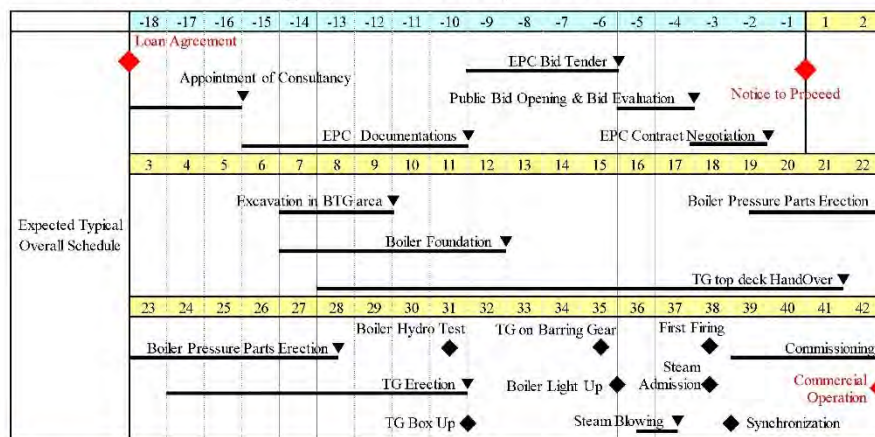 -18 -17 -16 -15 -14 -13 -12 -11 -10 -9 -8 -7 -6 -5 -4 -3 -2 -1 1 2
Loan Agreement
EPC Bid Tender
Appointment of Consultancy
Public Bid Opening & Bid Evaluation
Notice to Proceed
EPC Documentations
EPC Contract Negotiation
3 4 5 6 7 8 9 10 11 12 13 14 15 16 17 18 19 20 21 22
Expected Typical
Overall Schedule
Excavation in BTG area
Boiler Pressure Parts Erection
Boiler Foundation
TG top deck HandOver
23 24 25 26 27 28 29 30 31 32 33 34 35 36 37 38 39 40 41 42
Boiler Hydro Test
TG on Barring Gear
First Firing
Boiler Pressure Parts Erection
Commissioning
TG Erection
Boiler Light Up
Steam
Admission
Commercial
Operation
TG Box Up
Steam Blowing
Synchronization